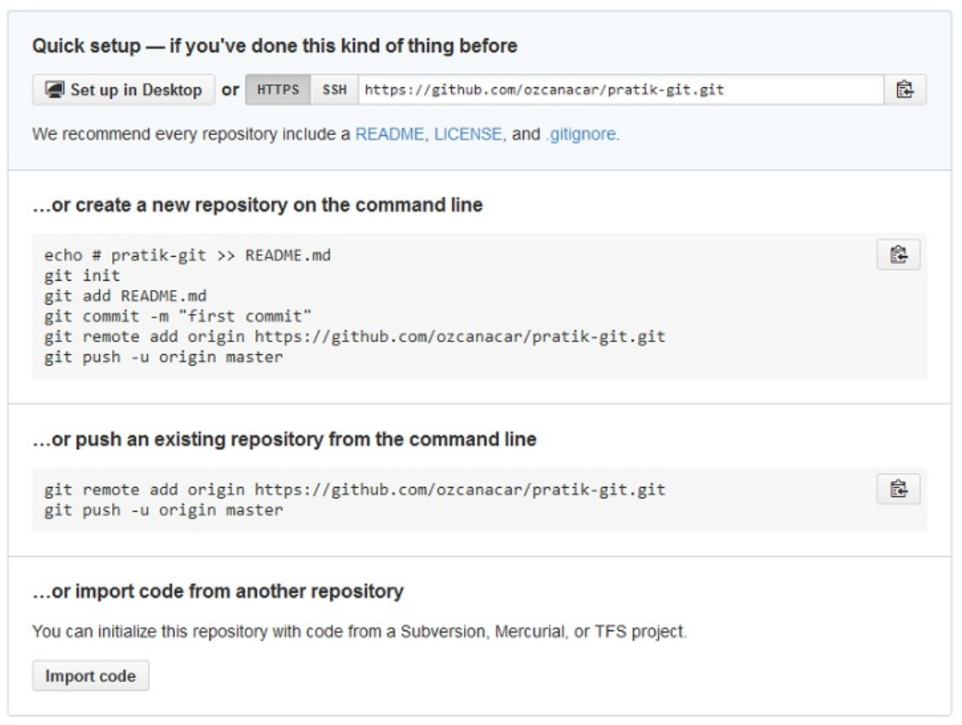 Quick setup — if you've done this kind of thing before
Set up in Desktop or HTTPS SSH https://github.com/ozcanacar/pratik-git.git
We recommend every repository include a README, LICENSE, and .gitignore.
...or create a new repository on the command line
echo # pratik-git >> README.md
git init
git add README.md
git commit -m "first commit"
git remote add origin https://github.com/ozcanacar/pratik-git.git
git push -u origin master
...or push an existing repository from the command line
git remote add origin https://github.com/ozcanacar/pratik-git.git
git push -u origin master
...or import code from another repository
You can initialize this repository with code from a Subversion, Mercurial, or TFS project.
Import code